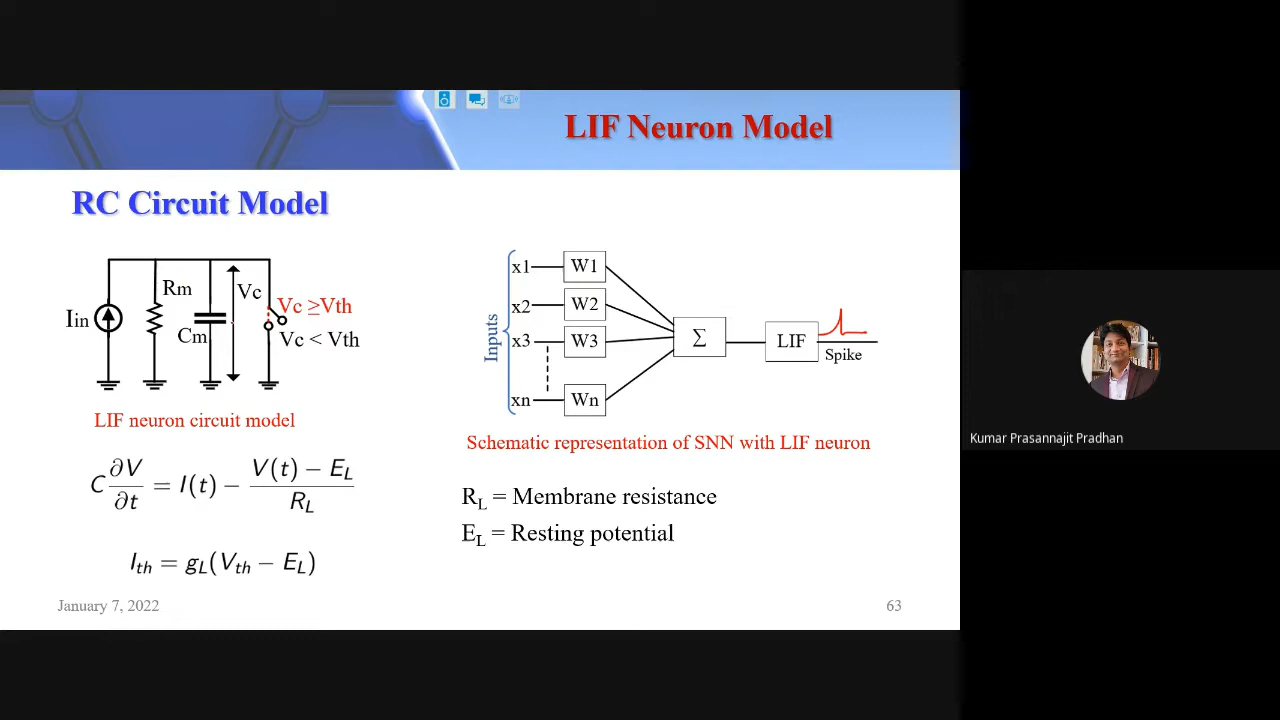 LIF Neuron Model
RC Circuit Model
Iin
Rm
Cm
Vc
Vc ≥Vth
Vc < Vth
LIF neuron circuit model
C ∂V/∂t = I(t) − (V(t) − E_L)/R_L
I_th = g_L(V_th − E_L)
Inputs
x1 W1
x2 W2
x3 W3
xn Wn
Σ
LIF
Spike
Schematic representation of SNN with LIF neuron
R_L = Membrane resistance
E_L = Resting potential
January 7, 2022
63
Kumar Prasannajit Pradhan